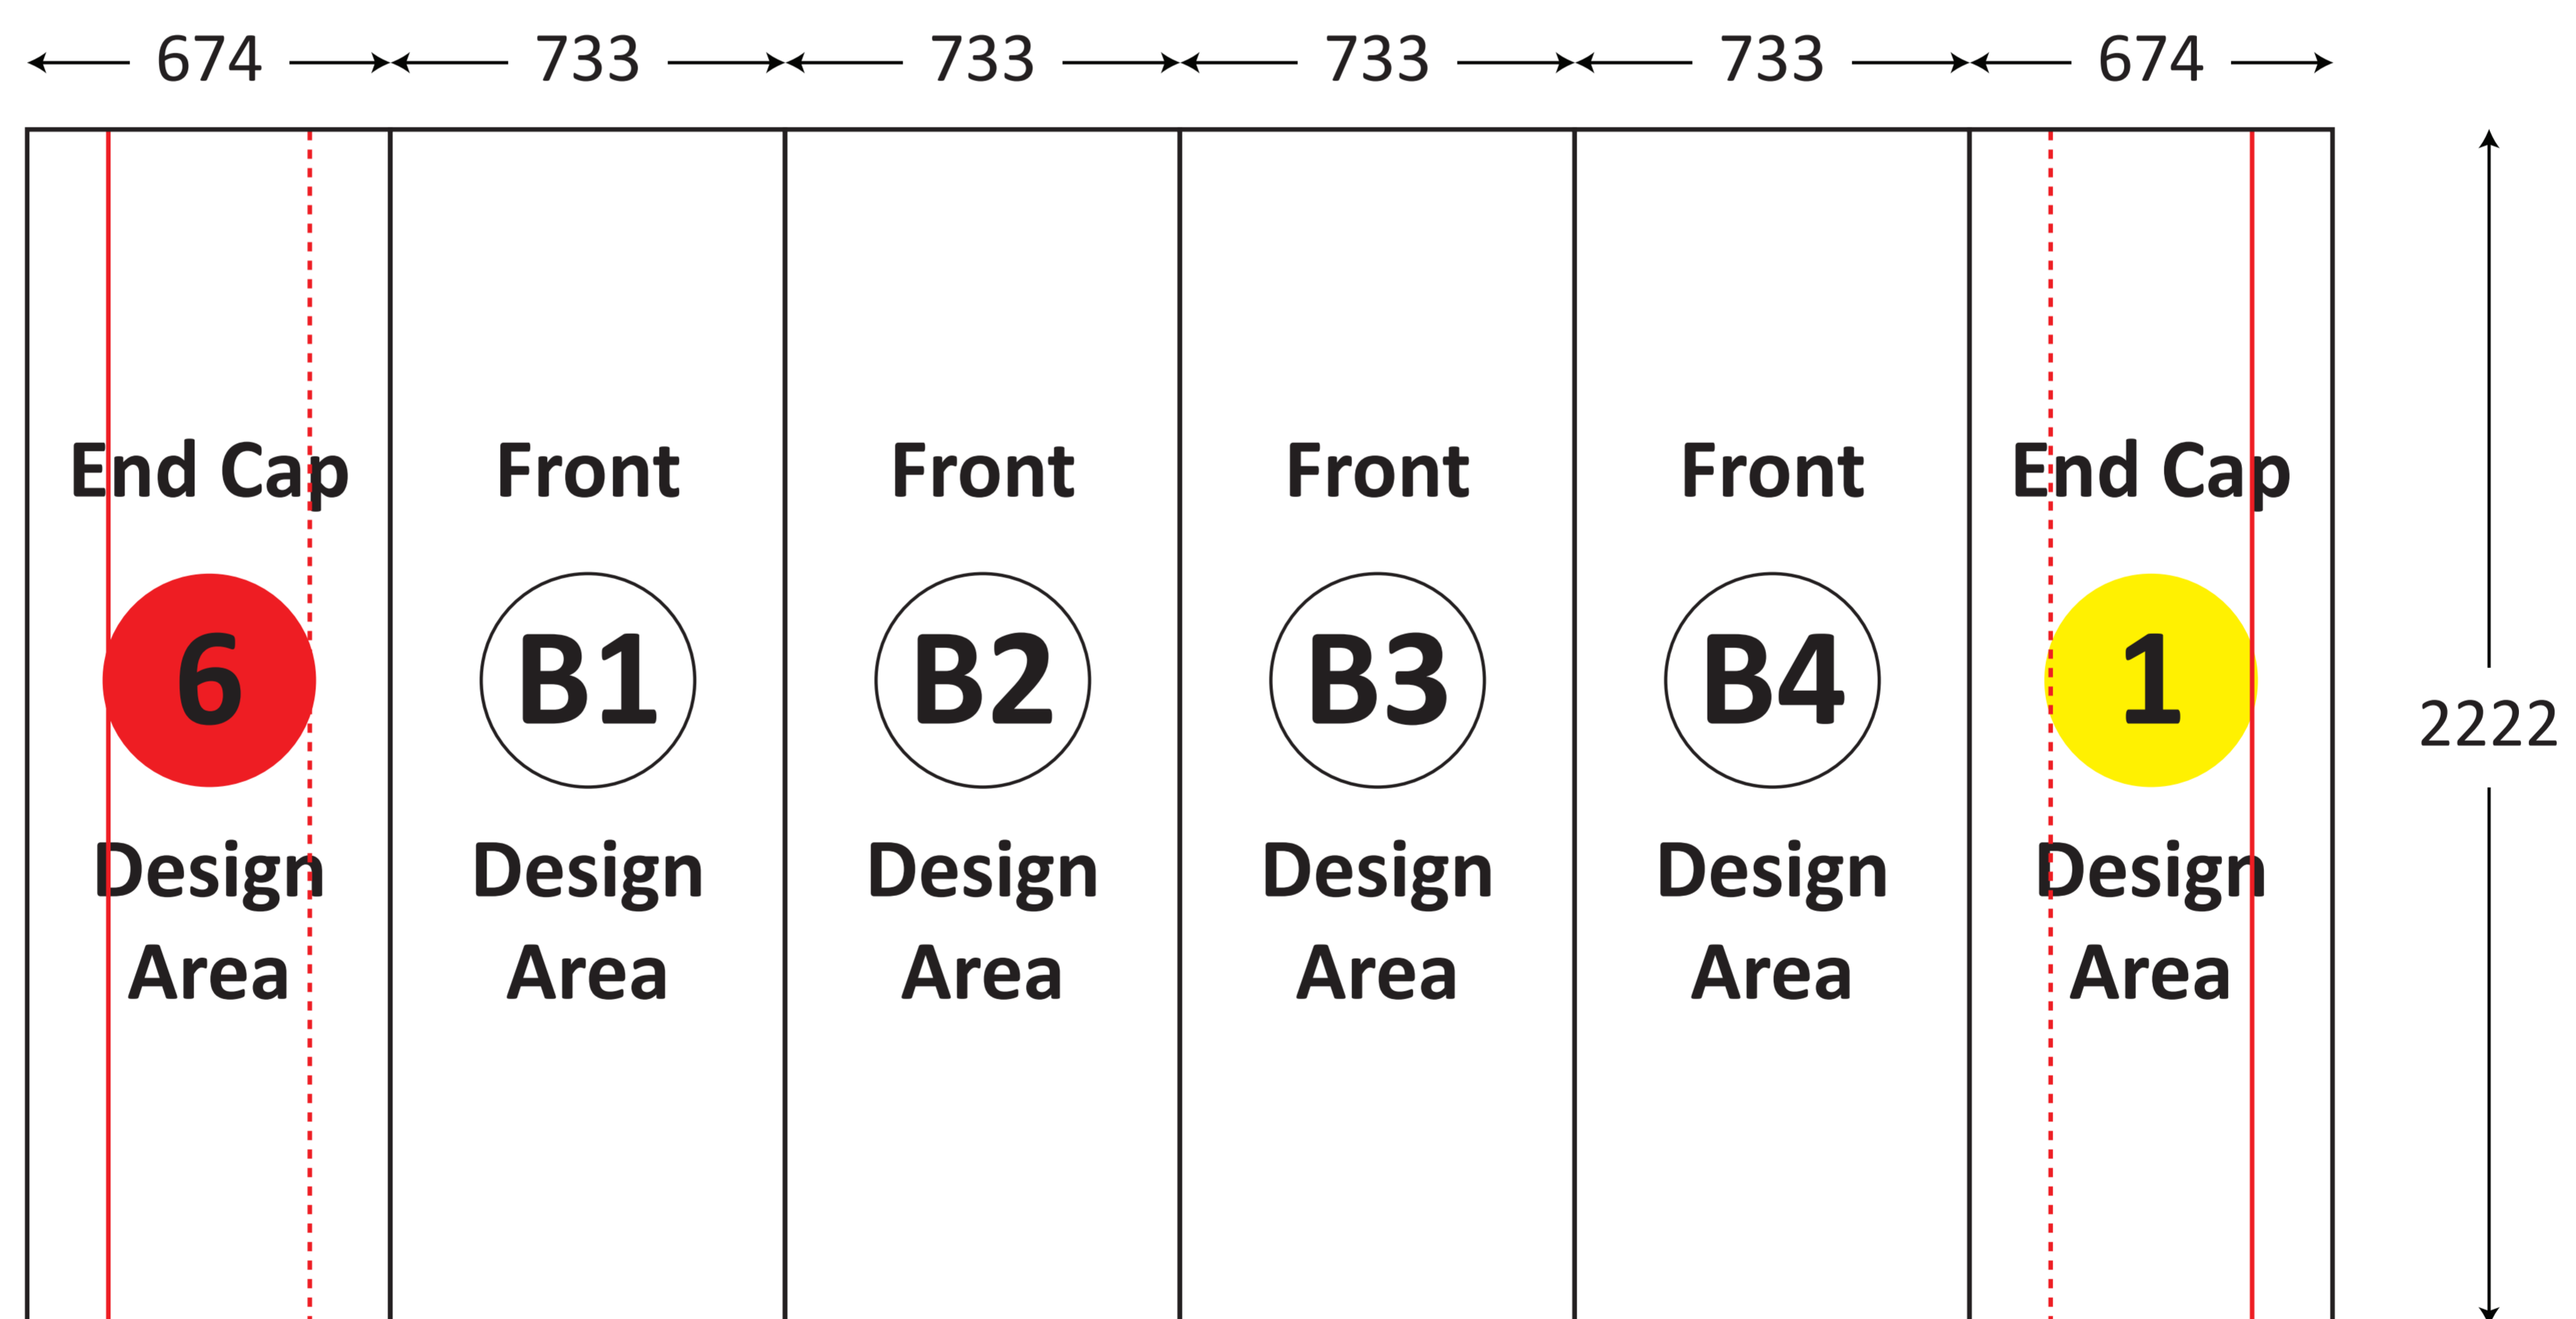 674 733 733 733 733 674
End Cap Front Front Front Front End Cap
6 B1 B2 B3 B4 1
2222
Design Design Design Design Design Design
Area Area Area Area Area Area